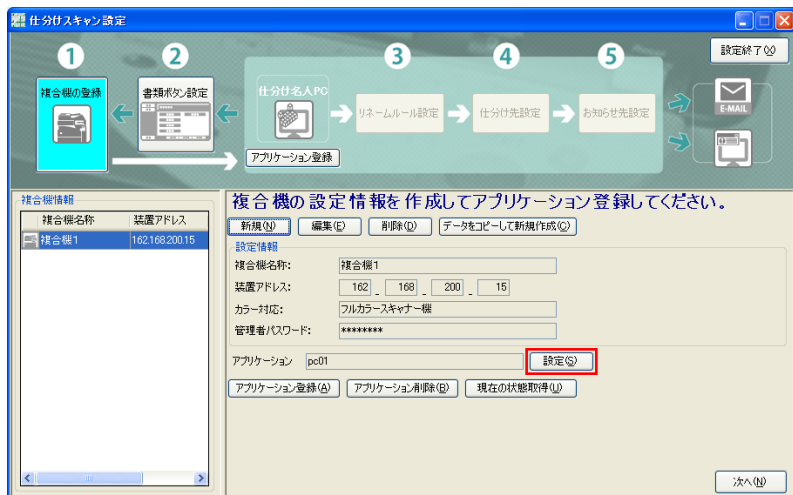 仕分けスキャン設定
1
2
3
4
5
設定終了(X)
複合機の登録
書類ボタン設定
仕分け名人PC
リネームルール設定
仕分け先設定
お知らせ先設定
E-MAIL
アプリケーション登録
複合機情報
複合機名称 装置アドレス
複合機1 162.168.200.15
複合機の設定情報を作成してアプリケーション登録してください。
新規(N) 編集(E) 削除(D) データをコピーして新規作成(C)
設定情報
複合機名称: 複合機1
装置アドレス: 162 . 168 . 200 . 15
カラー対応: フルカラースキャナー機
管理者パスワード: ********
アプリケーション pc01 設定(S)
アプリケーション登録(A) アプリケーション削除(B) 現在の状態取得(U)
次へ(N)